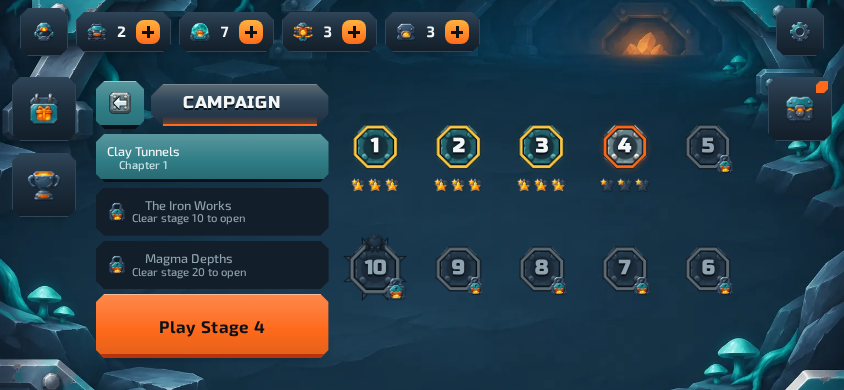 2
7
3
3
CAMPAIGN
Clay Tunnels
Chapter 1
The Iron Works
Clear stage 10 to open
Magma Depths
Clear stage 20 to open
Play Stage 4
1
2
3
4
5
10
9
8
7
6